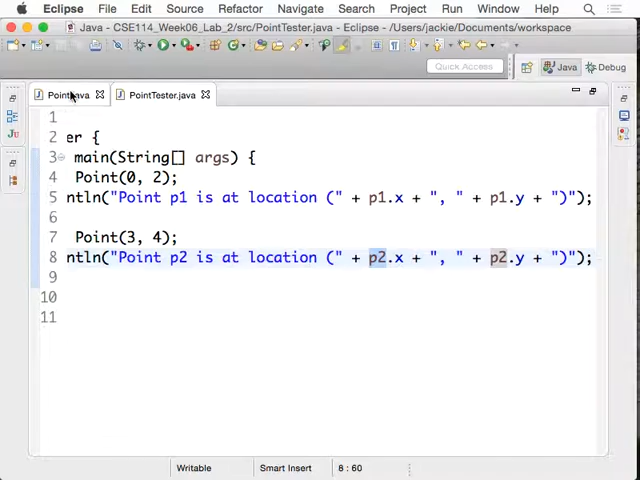 Eclipse File Edit Source Refactor Navigate Search Project Run Window Help
Java - CSE114_Week06_Lab_2/src/PointTester.java - Eclipse - /Users/jackie/Documents/workspace
Quick Access Java Debug
Point.java PointTester.java
1
2 er {
3 main(String[] args) {
4 Point(0, 2);
5 ntln("Point p1 is at location (" + p1.x + ", " + p1.y + ")");
6
7 Point(3, 4);
8 ntln("Point p2 is at location (" + p2.x + ", " + p2.y + ")");
9
10
11
Writable Smart Insert 8 : 60